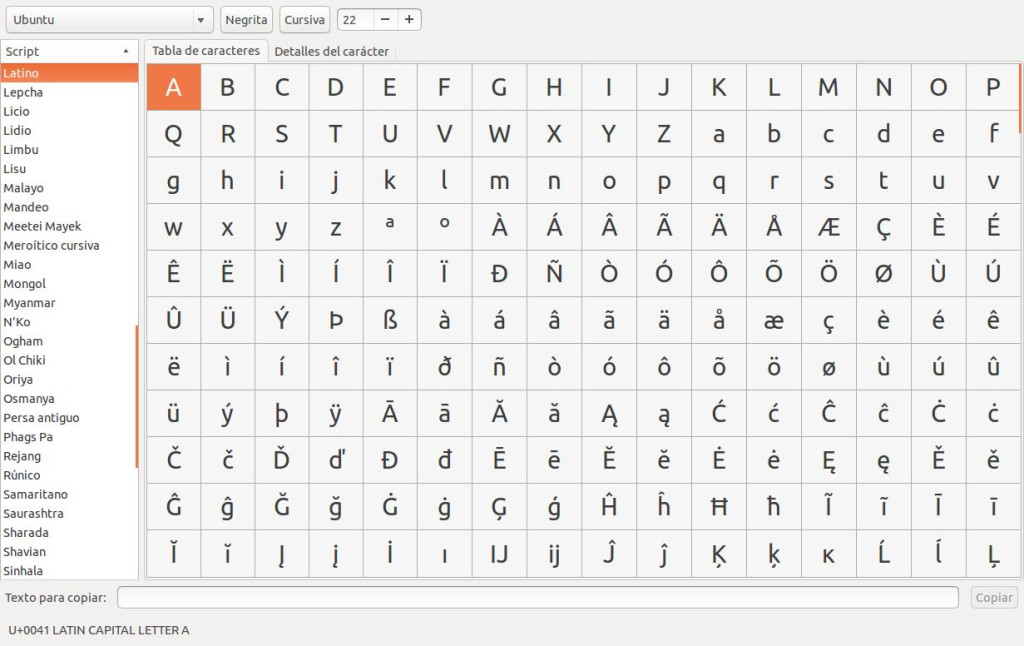 Ubuntu Negrita Cursiva 22 − +
Script
Latino
Lepcha
Licio
Lidio
Limbu
Lisu
Malayo
Mandeo
Meetei Mayek
Meroítico cursiva
Miao
Mongol
Myanmar
N'Ko
Ogham
Ol Chiki
Oriya
Osmanya
Persa antiguo
Phags Pa
Rejang
Rúnico
Samaritano
Saurashtra
Sharada
Shavian
Sinhala
Tabla de caracteres Detalles del carácter
A B C D E F G H I J K L M N O P
Q R S T U V W X Y Z a b c d e f
g h i j k l m n o p q r s t u v
w x y z ª º À Á Â Ã Ä Å Æ Ç È É
Ê Ë Ì Í Î Ï Ð Ñ Ò Ó Ô Õ Ö Ø Ù Ú
Û Ü Ý Þ ß à á â ã ä å æ ç è é ê
ë ì í î ï ð ñ ò ó ô õ ö ø ù ú û
ü ý þ ÿ Ā ā Ă ă Ą ą Ć ć Ĉ ĉ Ċ ċ
Č č Ď ď Đ đ Ē ē Ĕ ĕ Ė ė Ę ę Ě ě
Ĝ ĝ Ğ ğ Ġ ġ Ģ ģ Ĥ ĥ Ħ ħ Ĩ ĩ Ī ī
Ĭ ĭ Į į İ ı Ĳ ĳ Ĵ ĵ Ķ ķ ĸ Ĺ ĺ Ļ
Texto para copiar: Copiar
U+0041 LATIN CAPITAL LETTER A